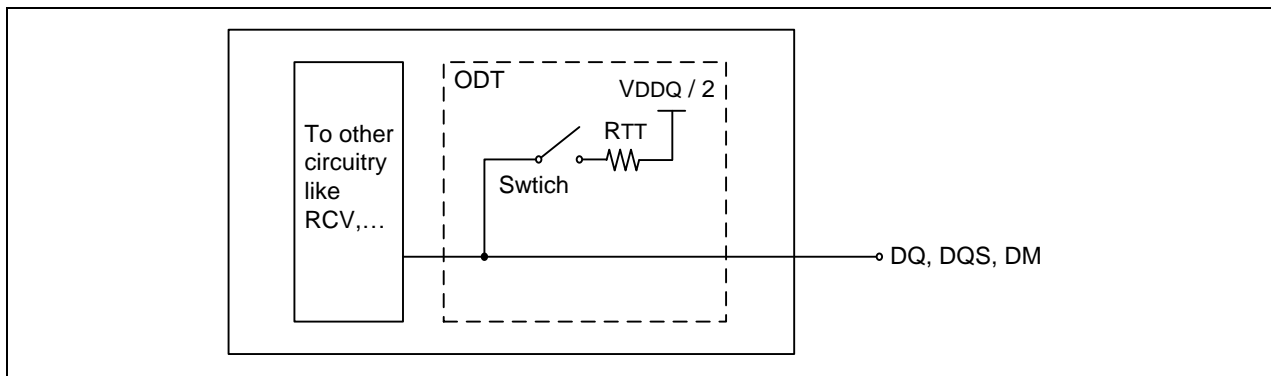 ODT
VDDQ / 2
RTT
Swtich
To other
circuitry
like
RCV,...
DQ, DQS, DM